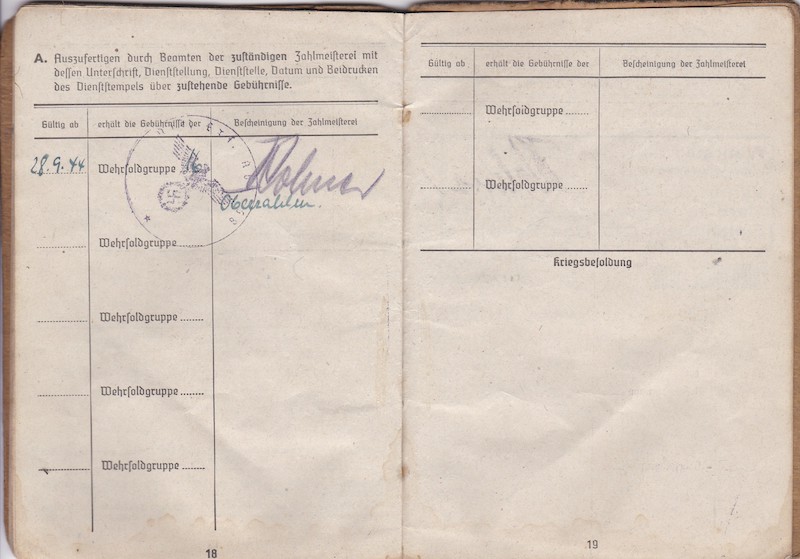 A. Auszufertigen durch Beamten der zuständigen Zahlmeisterei mit
dessen Unterschrift, Dienststellung, Dienststelle, Datum und Beidrucken
des Dienststempels über zustehende Gebührnisse.
Gültig ab erhält die Gebührnisse der Bescheinigung der Zahlmeisterei
28.9.44 Wehrsoldgruppe
Wehrsoldgruppe........
Wehrsoldgruppe........
Wehrsoldgruppe........
Wehrsoldgruppe........
18
Gültig ab erhält die Gebührnisse der Bescheinigung der Zahlmeisterei
Wehrsoldgruppe........
Wehrsoldgruppe........
Kriegsbesoldung
19